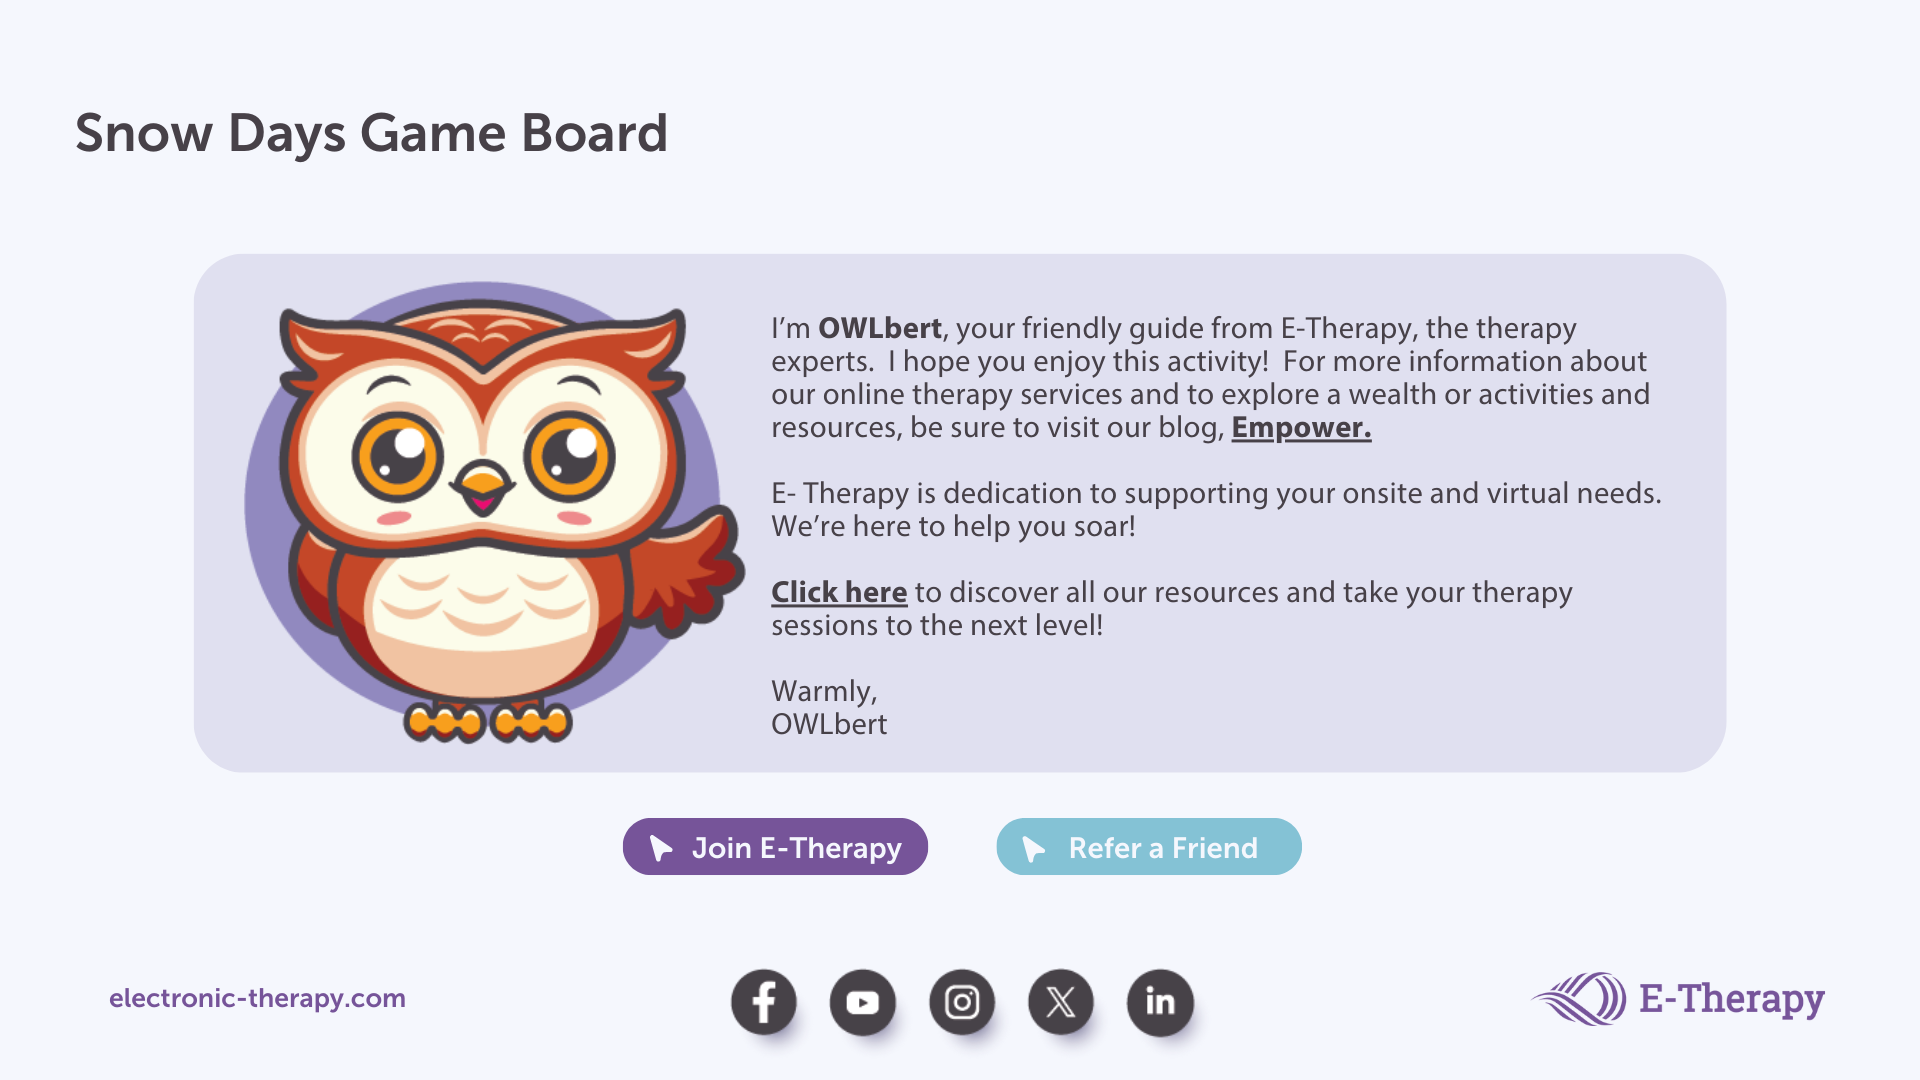 Snow Days Game Board
I'm OWLbert, your friendly guide from E-Therapy, the therapy
experts.  I hope you enjoy this activity!  For more information about
our online therapy services and to explore a wealth or activities and
resources, be sure to visit our blog, Empower.
E- Therapy is dedication to supporting your onsite and virtual needs.
We're here to help you soar!
Click here to discover all our resources and take your therapy
sessions to the next level!
Warmly,
OWLbert
Join E-Therapy
Refer a Friend
electronic-therapy.com
E-Therapy